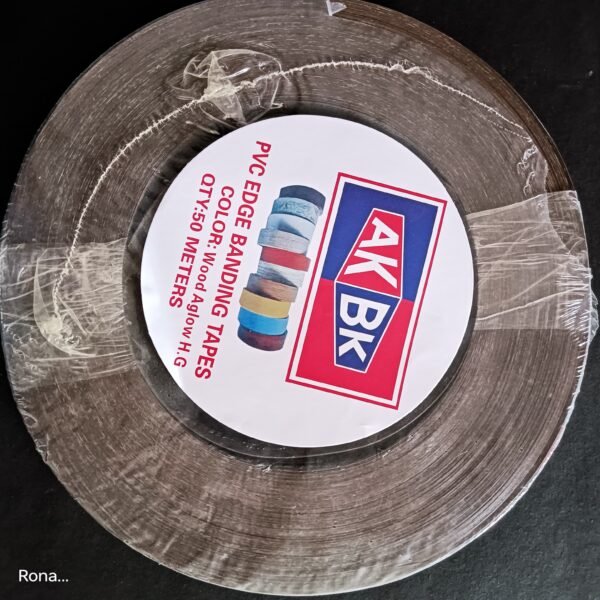 AK
BK
PVC EDGE BANDING TAPES
COLOR: Wood Aglow H.G
QTY:50 METERS
Rona...